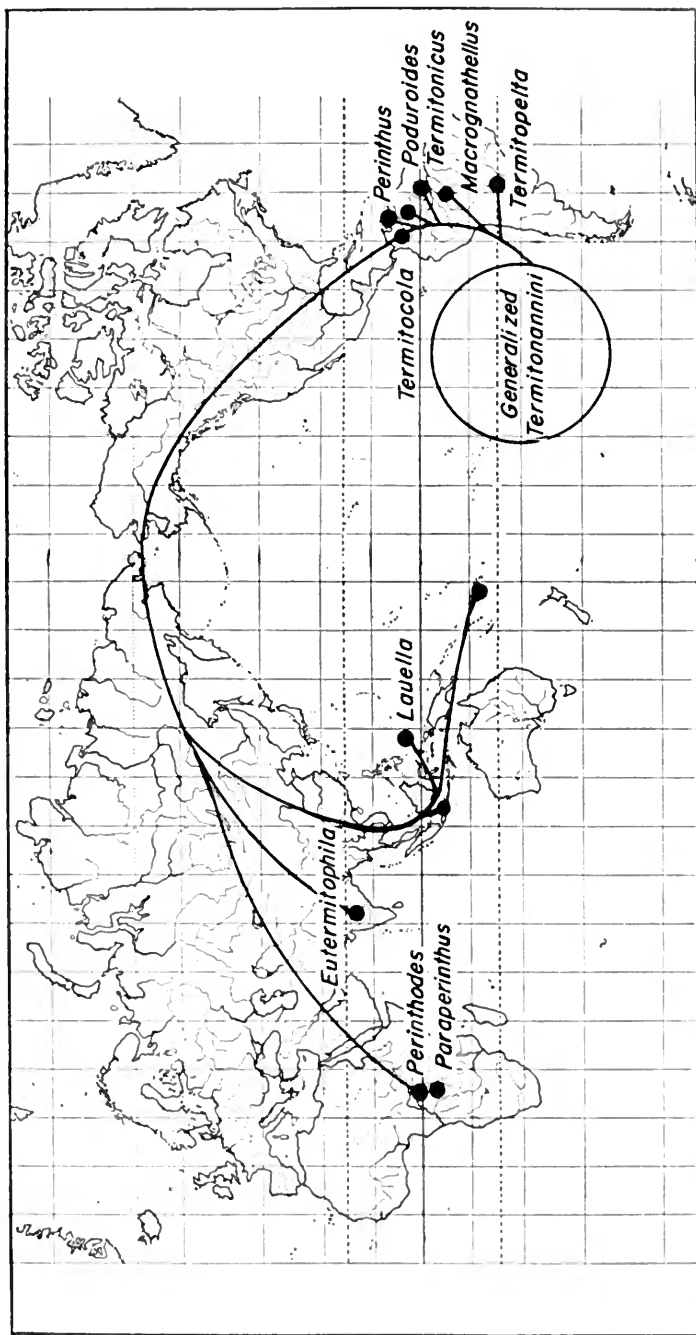 Perinthus
Poduroides
Termitonicus
Macrognathellus
Termitopelta
Termitocola
Generalized
Termitonannini
Lauella
Eutermitophila
Perinthodes
Paraperinthus